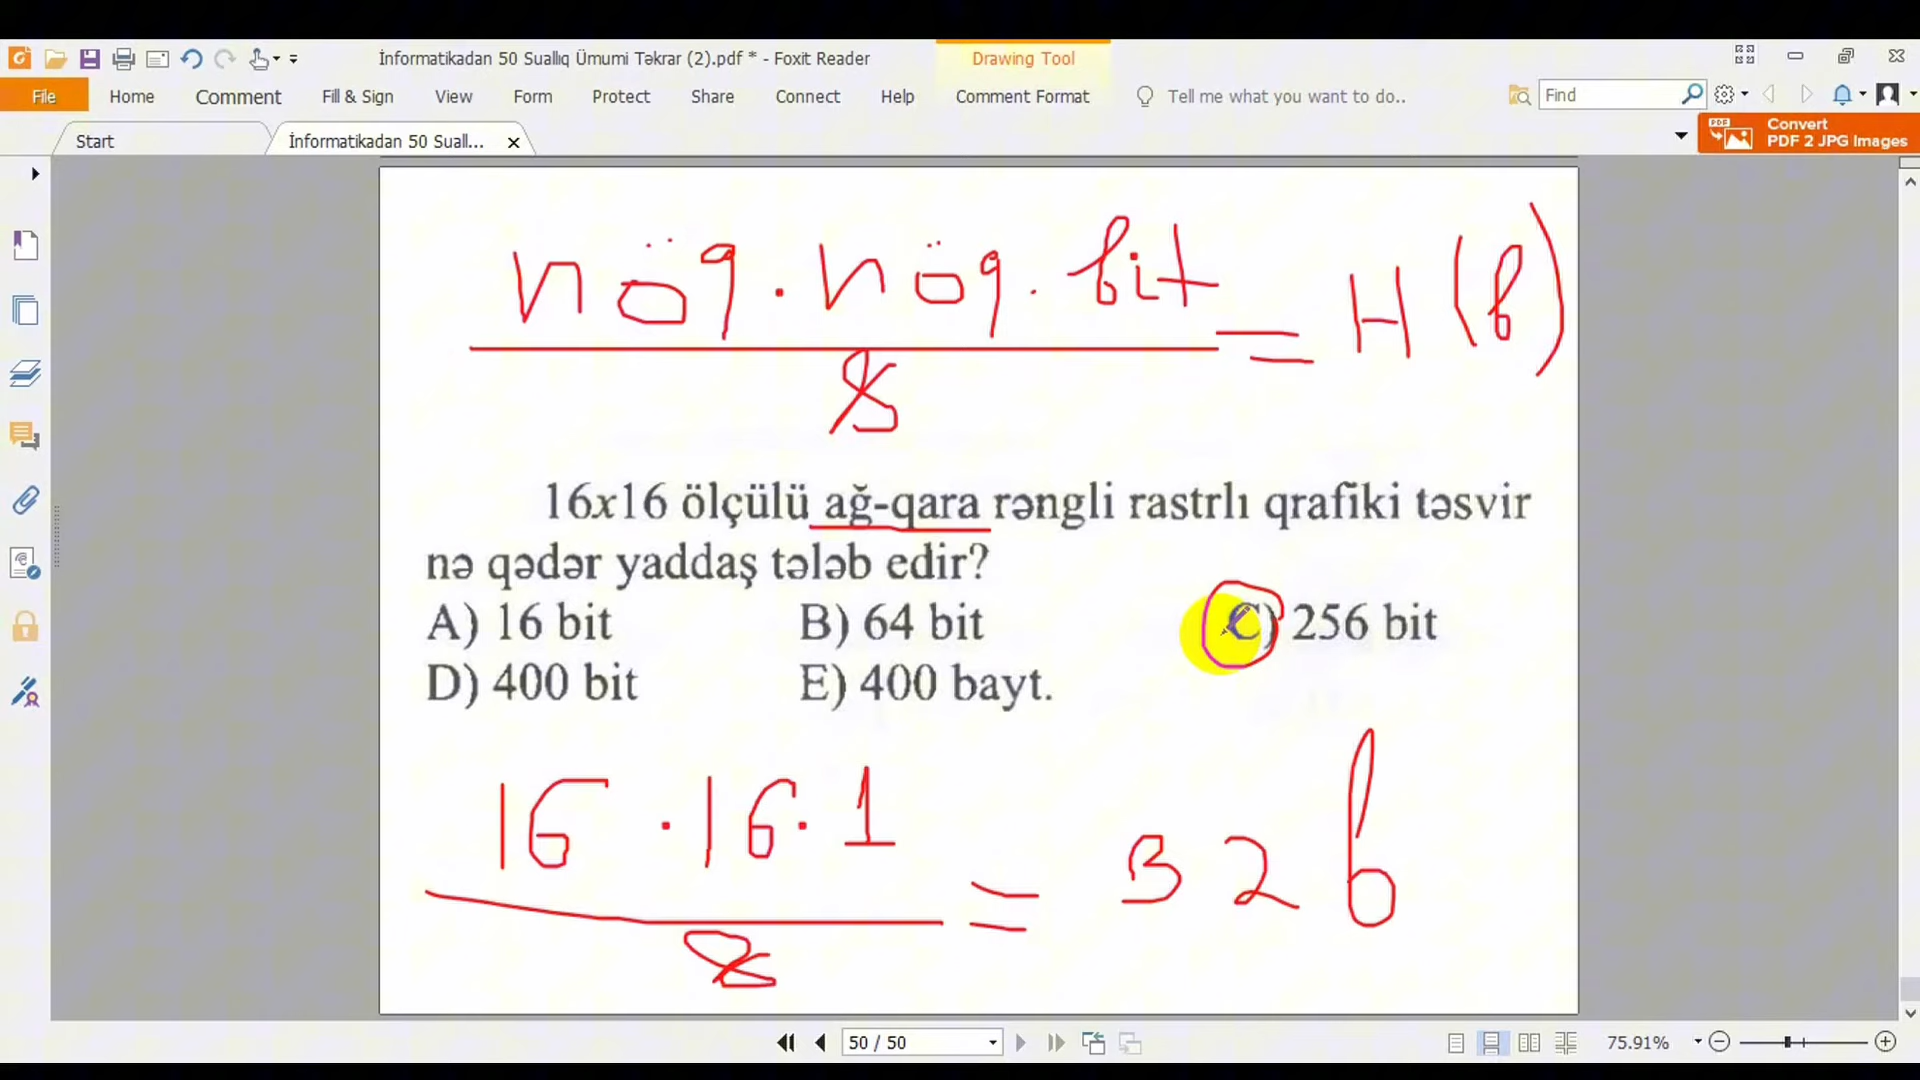 İnformatikadan 50 Suallıq Ümumi Təkrar (2).pdf * - Foxit Reader
Drawing Tool
File Home Comment Fill & Sign View Form Protect Share Connect Help Comment Format Tell me what you want to do.. Find
Start İnformatikadan 50 Suall...
Convert
PDF 2 JPG Images
nöq · nöq · bit
= H (b)
8
16x16 ölçülü ağ-qara rəngli rastrlı qrafiki təsvir
nə qədər yaddaş tələb edir?
A) 16 bit B) 64 bit C) 256 bit
D) 400 bit E) 400 bayt.
16 · 16 · 1
= 32 b
8
50 / 50 75.91%